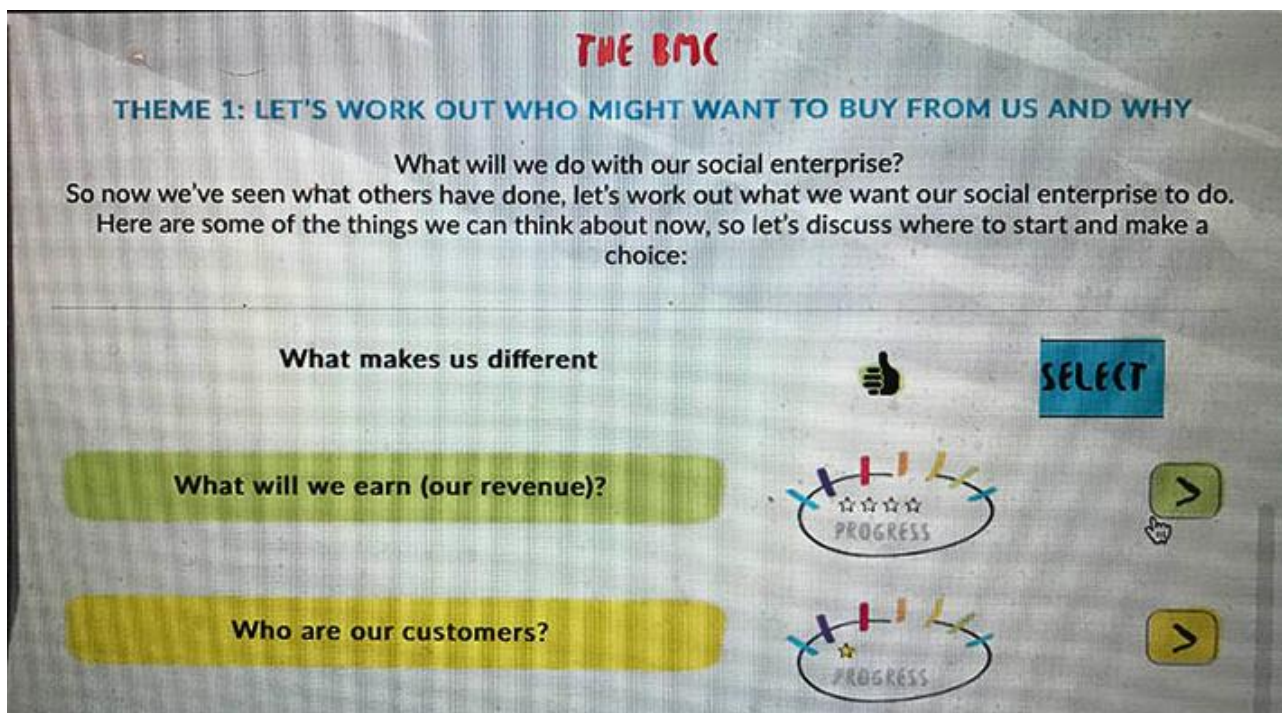 THE BMC
THEME 1: LET'S WORK OUT WHO MIGHT WANT TO BUY FROM US AND WHY
What will we do with our social enterprise?
So now we've seen what others have done, let's work out what we want our social enterprise to do.
Here are some of the things we can think about now, so let's discuss where to start and make a
choice:
What makes us different
SELECT
What will we earn (our revenue)?
PROGRESS
>
Who are our customers?
PROGRESS
>